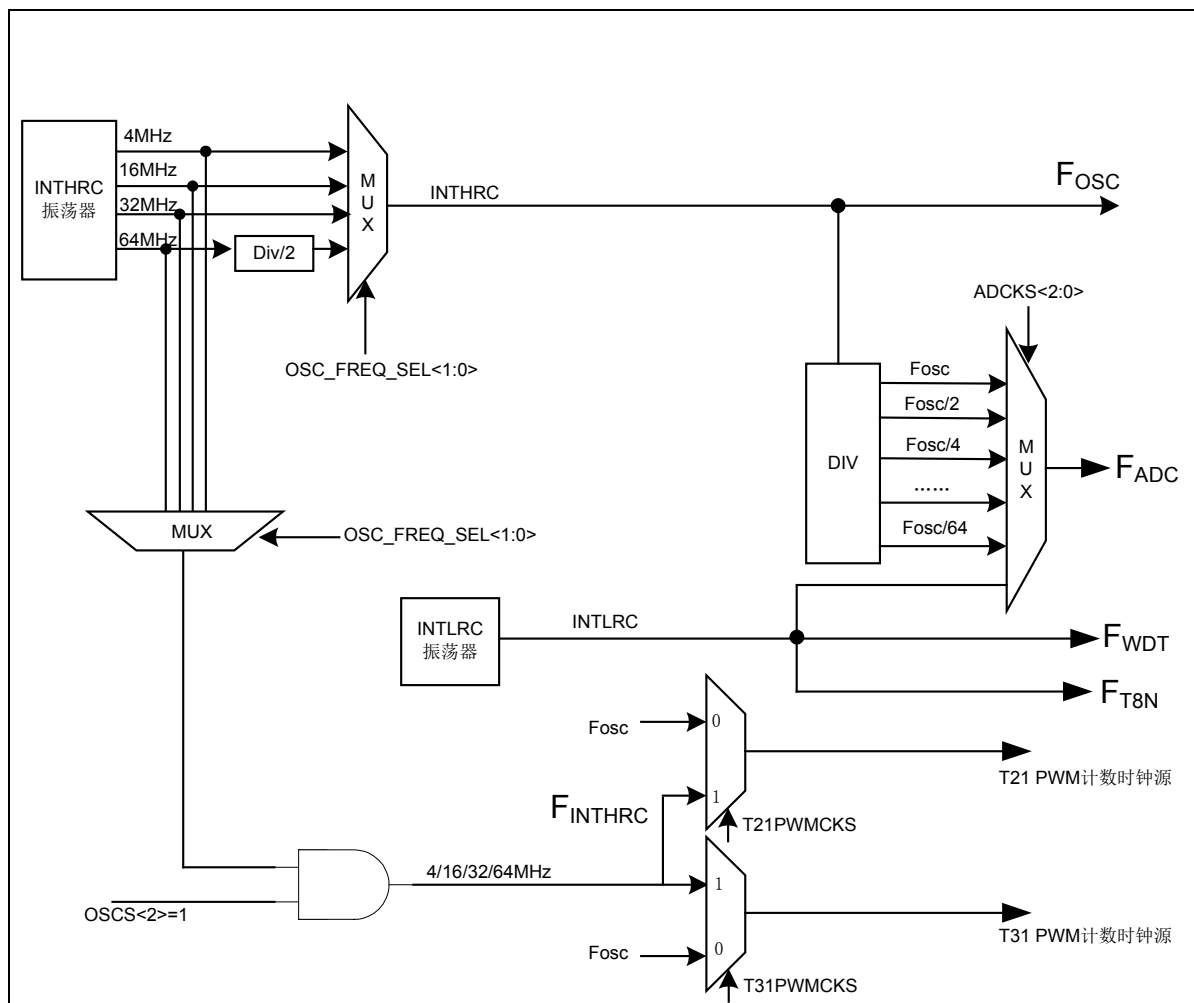 4MHz
16MHz
32MHz
64MHz
INTHRC
振荡器
Div/2
MUX
INTHRC
FOSC
OSC_FREQ_SEL<1:0>
ADCKS<2:0>
DIV
Fosc
Fosc/2
Fosc/4
……
Fosc/64
MUX
FADC
MUX
OSC_FREQ_SEL<1:0>
INTLRC
振荡器
INTLRC
FWDT
FT8N
Fosc
0
1
T21 PWM计数时钟源
FINTHRC
T21PWMCKS
4/16/32/64MHz
OSCS<2>=1
1
0
Fosc
T31 PWM计数时钟源
T31PWMCKS